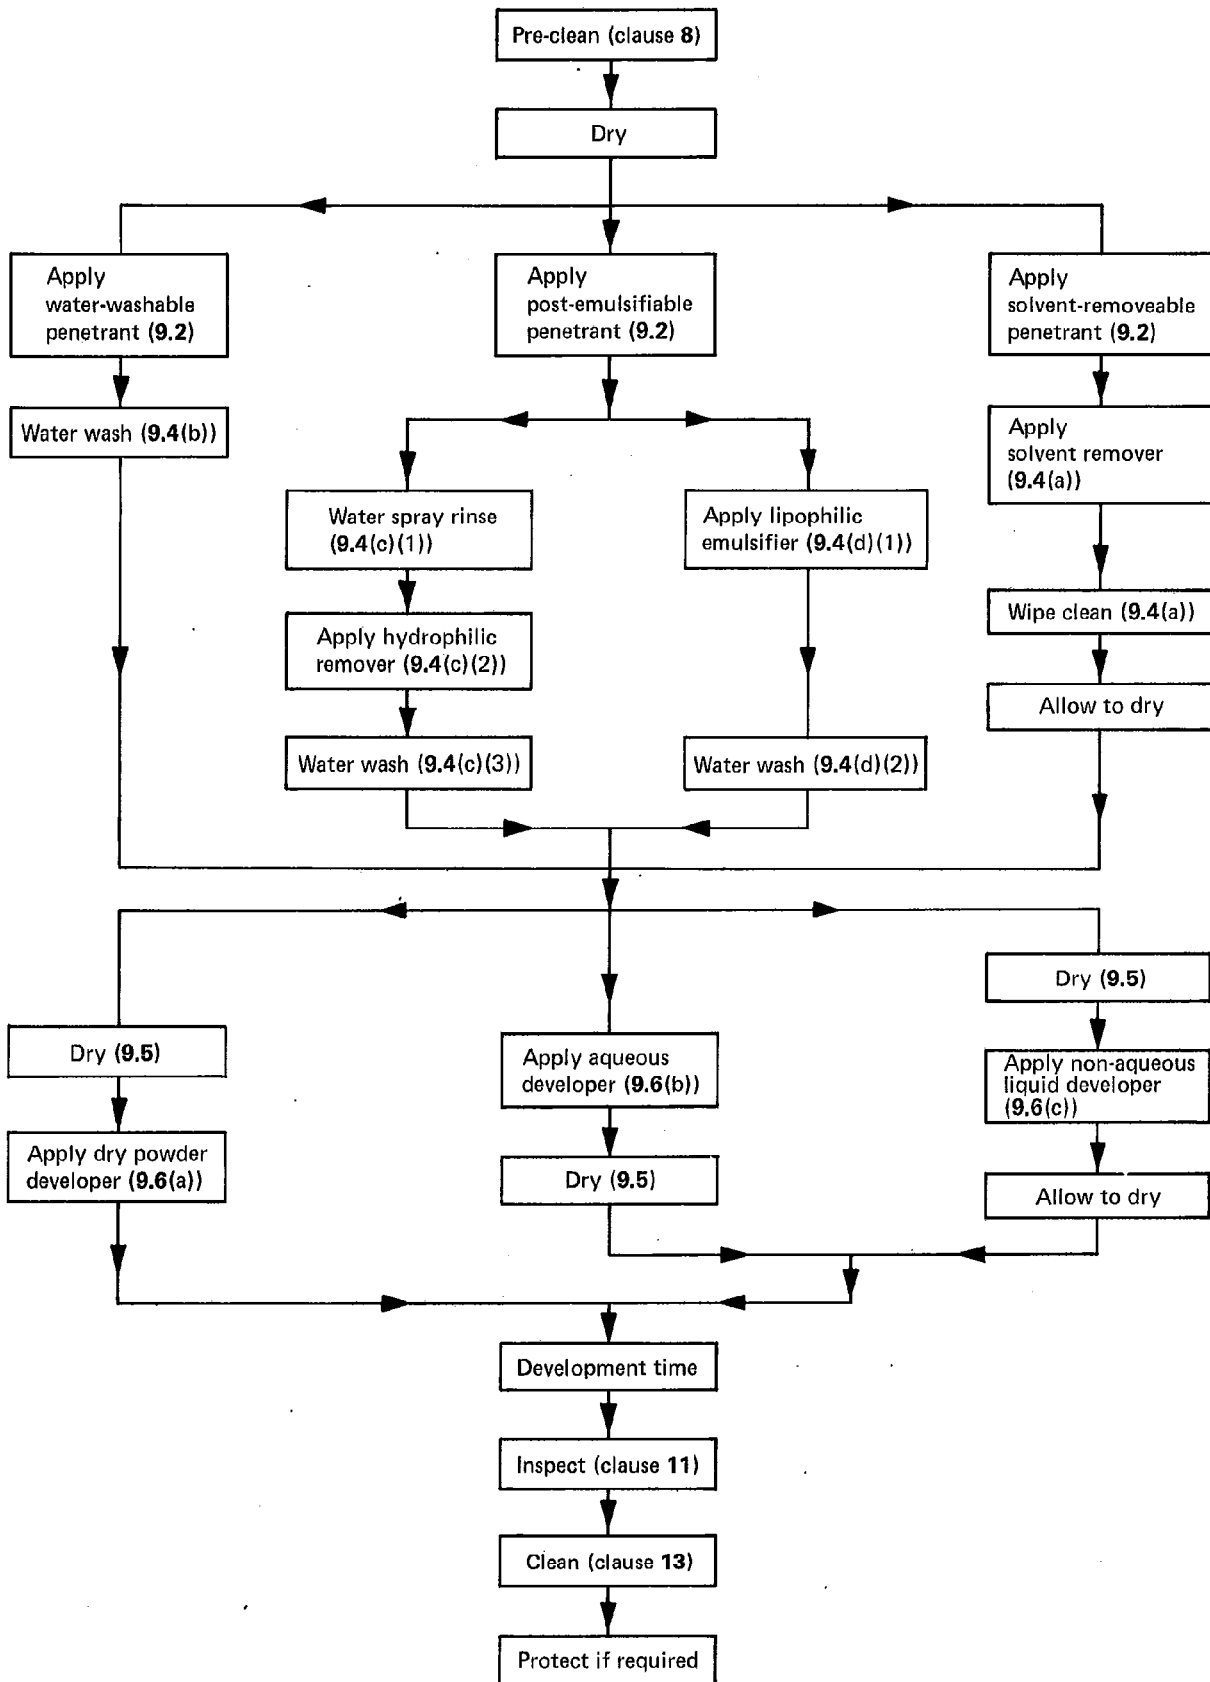 Pre-clean (clause 8)
Dry
Apply
water-washable
penetrant (9.2)
Apply
post-emulsifiable
penetrant (9.2)
Apply
solvent-removeable
penetrant (9.2)
Water wash (9.4(b))
Apply
solvent remover
(9.4(a))
Water spray rinse
(9.4(c)(1))
Apply lipophilic
emulsifier (9.4(d)(1))
Wipe clean (9.4(a))
Apply hydrophilic
remover (9.4(c)(2))
Allow to dry
Water wash (9.4(c)(3))
Water wash (9.4(d)(2))
Dry (9.5)
Dry (9.5)
Apply aqueous
developer (9.6(b))
Apply non-aqueous
liquid developer
(9.6(c))
Apply dry powder
developer (9.6(a))
Dry (9.5)
Allow to dry
Development time
Inspect (clause 11)
Clean (clause 13)
Protect if required